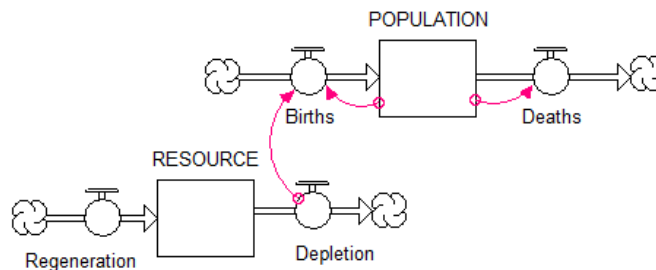 POPULATION
Births
Deaths
RESOURCE
Regeneration
Depletion